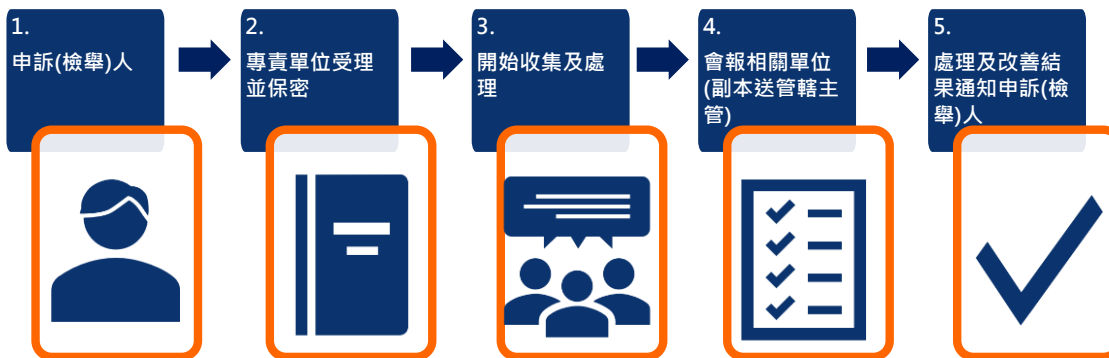 1.
申訴(檢舉)人
2.
專責單位受理
並保密
3.
開始收集及處
理
4.
會報相關單位
(副本送管轄主
管)
5.
處理及改善結
果通知申訴(檢
舉)人